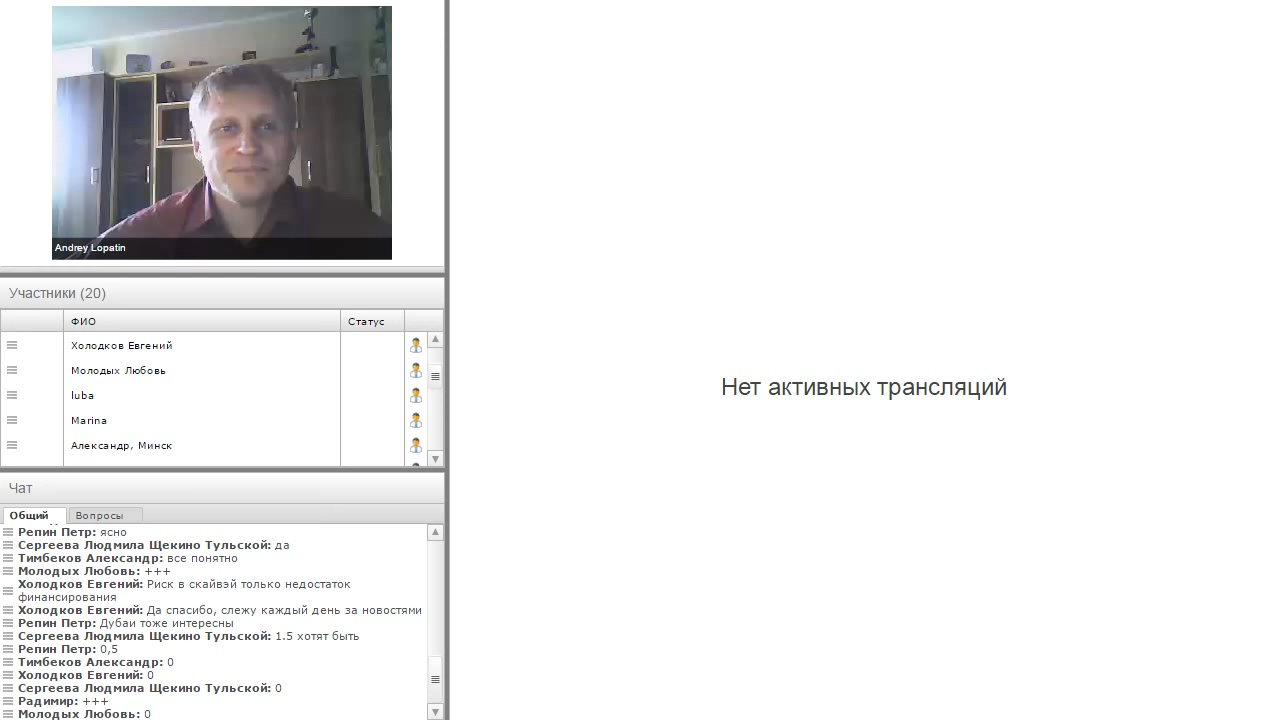 Andrey Lopatin
Участники (20)
ФИО
Статус
Холодков Евгений
Молодых Любовь
luba
Marina
Александр, Минск
Чат
Общий
Вопросы
Репин Петр: ясно
Сергеева Людмила Щекино Тульской: да
Тимбеков Александр: все понятно
Молодых Любовь: +++
Холодков Евгений: Риск в скайвэй только недостаток
финансирования
Холодков Евгений: Да спасибо, слежу каждый день за новостями
Репин Петр: Дубаи тоже интересны
Сергеева Людмила Щекино Тульской: 1.5 хотят быть
Репин Петр: 0,5
Тимбеков Александр: 0
Холодков Евгений: 0
Сергеева Людмила Щекино Тульской: 0
Радимир: +++
Молодых Любовь: 0
Нет активных трансляций